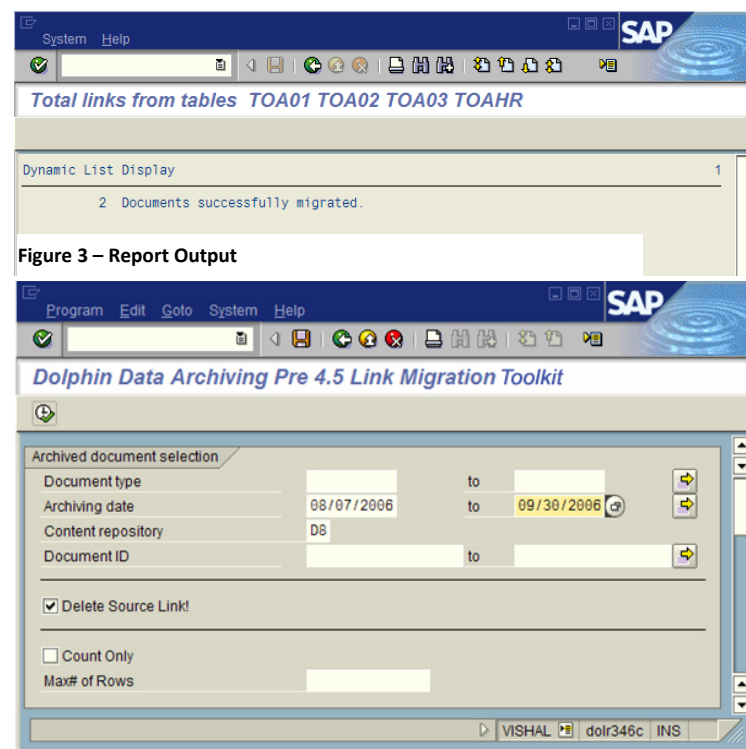 System Help
SAP
Total links from tables TOA01 TOA02 TOA03 TOAHR
Dynamic List Display 1
2 Documents successfully migrated.
Figure 3 – Report Output
Program Edit Goto System Help
SAP
Dolphin Data Archiving Pre 4.5 Link Migration Toolkit
Archived document selection
Document type to
Archiving date 08/07/2006 to 09/30/2006
Content repository D8
Document ID to
Delete Source Link!
Count Only
Max# of Rows
VISHAL dolr346c INS